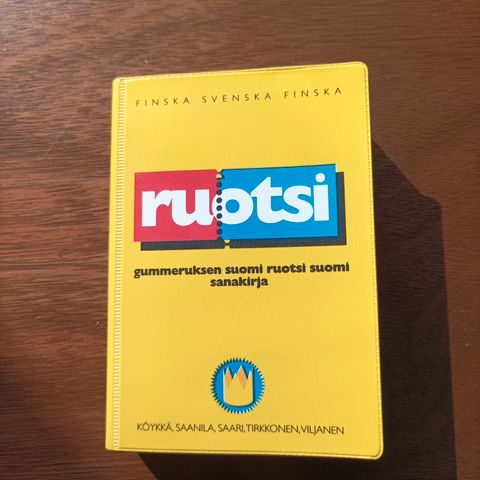 FINSKA SVENSKA FINSKA
ruotsi
gummeruksen suomi ruotsi suomi
sanakirja
KÖYKKÄ, SAANILA, SAARI, TIRKKONEN, VILJANEN